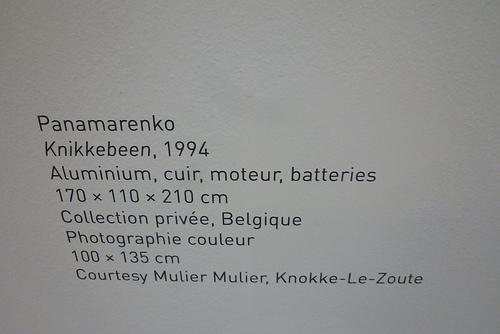 Panamarenko
Knikkebeen, 1994
Aluminium, cuir, moteur, batteries
170 × 110 × 210 cm
Collection privée, Belgique
Photographie couleur
100 × 135 cm
Courtesy Mulier Mulier, Knokke-Le-Zoute